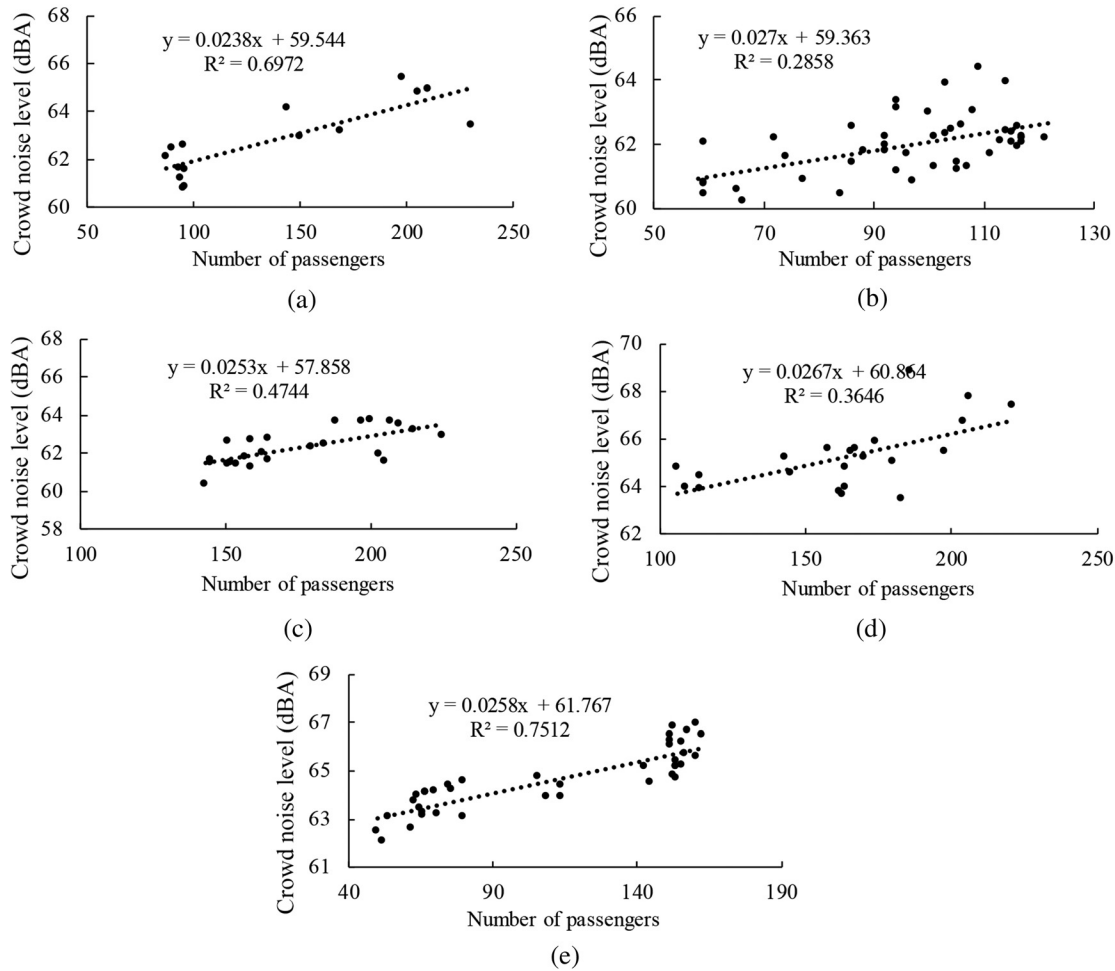 68
66
64
62
60
Crowd noise level (dBA)
y = 0.0238x + 59.544
R² = 0.6972
50 100 150 200 250
Number of passengers
(a)
66
64
62
60
Crowd noise level (dBA)
y = 0.027x + 59.363
R² = 0.2858
50 70 90 110 130
Number of passengers
(b)
68
66
64
62
60
58
Crowd noise level (dBA)
y = 0.0253x + 57.858
R² = 0.4744
100 150 200 250
Number of passengers
(c)
70
68
66
64
62
Crowd noise level (dBA)
y = 0.0267x + 60.864
R² = 0.3646
100 150 200 250
Number of passengers
(d)
69
67
65
63
61
Crowd noise level (dBA)
y = 0.0258x + 61.767
R² = 0.7512
40 90 140 190
Number of passengers
(e)